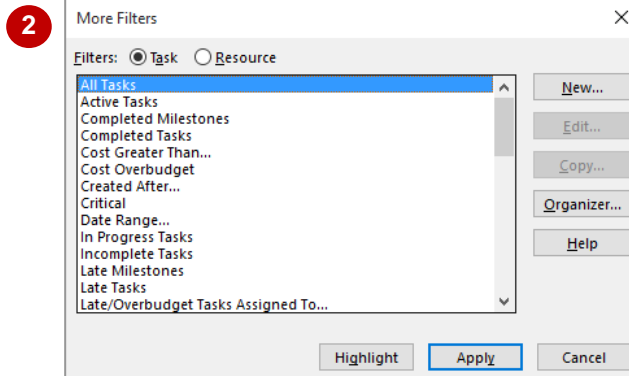 2
More Filters
Filters: Task Resource
All Tasks
Active Tasks
Completed Milestones
Completed Tasks
Cost Greater Than...
Cost Overbudget
Created After...
Critical
Date Range...
In Progress Tasks
Incomplete Tasks
Late Milestones
Late Tasks
Late/Overbudget Tasks Assigned To...
New...
Edit...
Copy...
Organizer...
Help
Highlight Apply Cancel